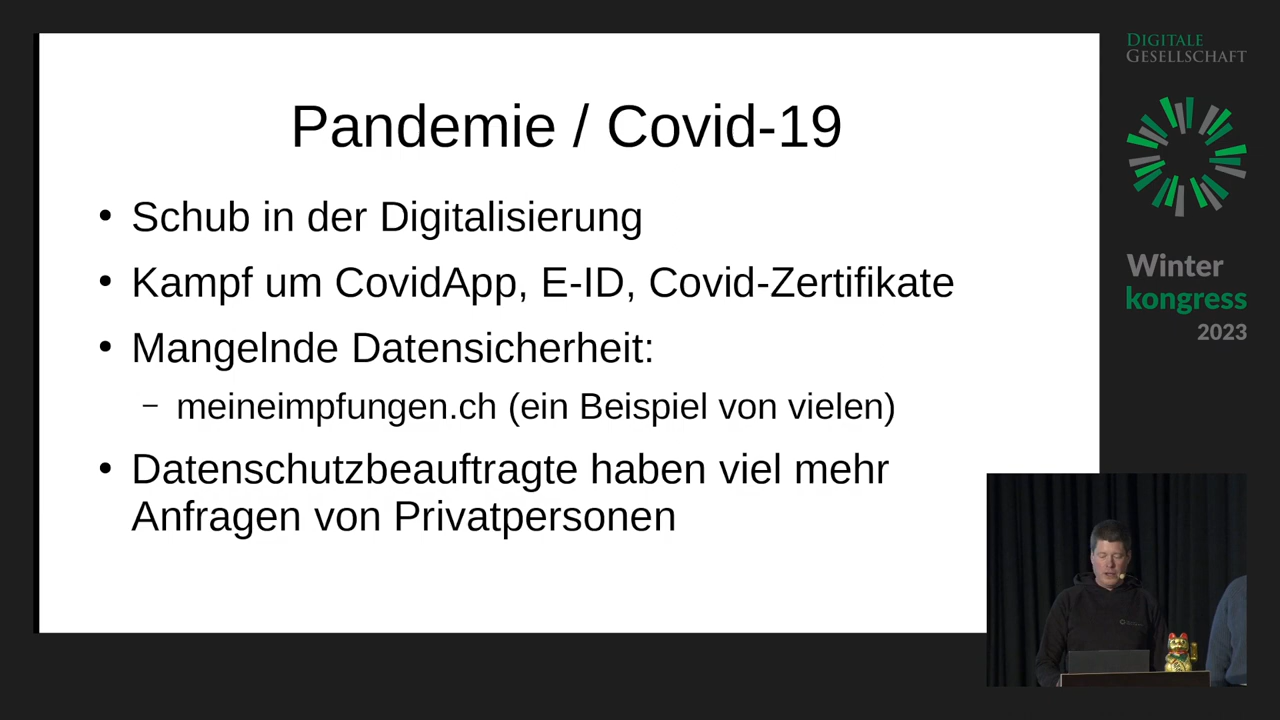 Pandemie / Covid-19
• Schub in der Digitalisierung
• Kampf um CovidApp, E-ID, Covid-Zertifikate
• Mangelnde Datensicherheit:
– meineimpfungen.ch (ein Beispiel von vielen)
• Datenschutzbeauftragte haben viel mehr
Anfragen von Privatpersonen
DIGITALE
GESELLSCHAFT
Winter
kongress
2023